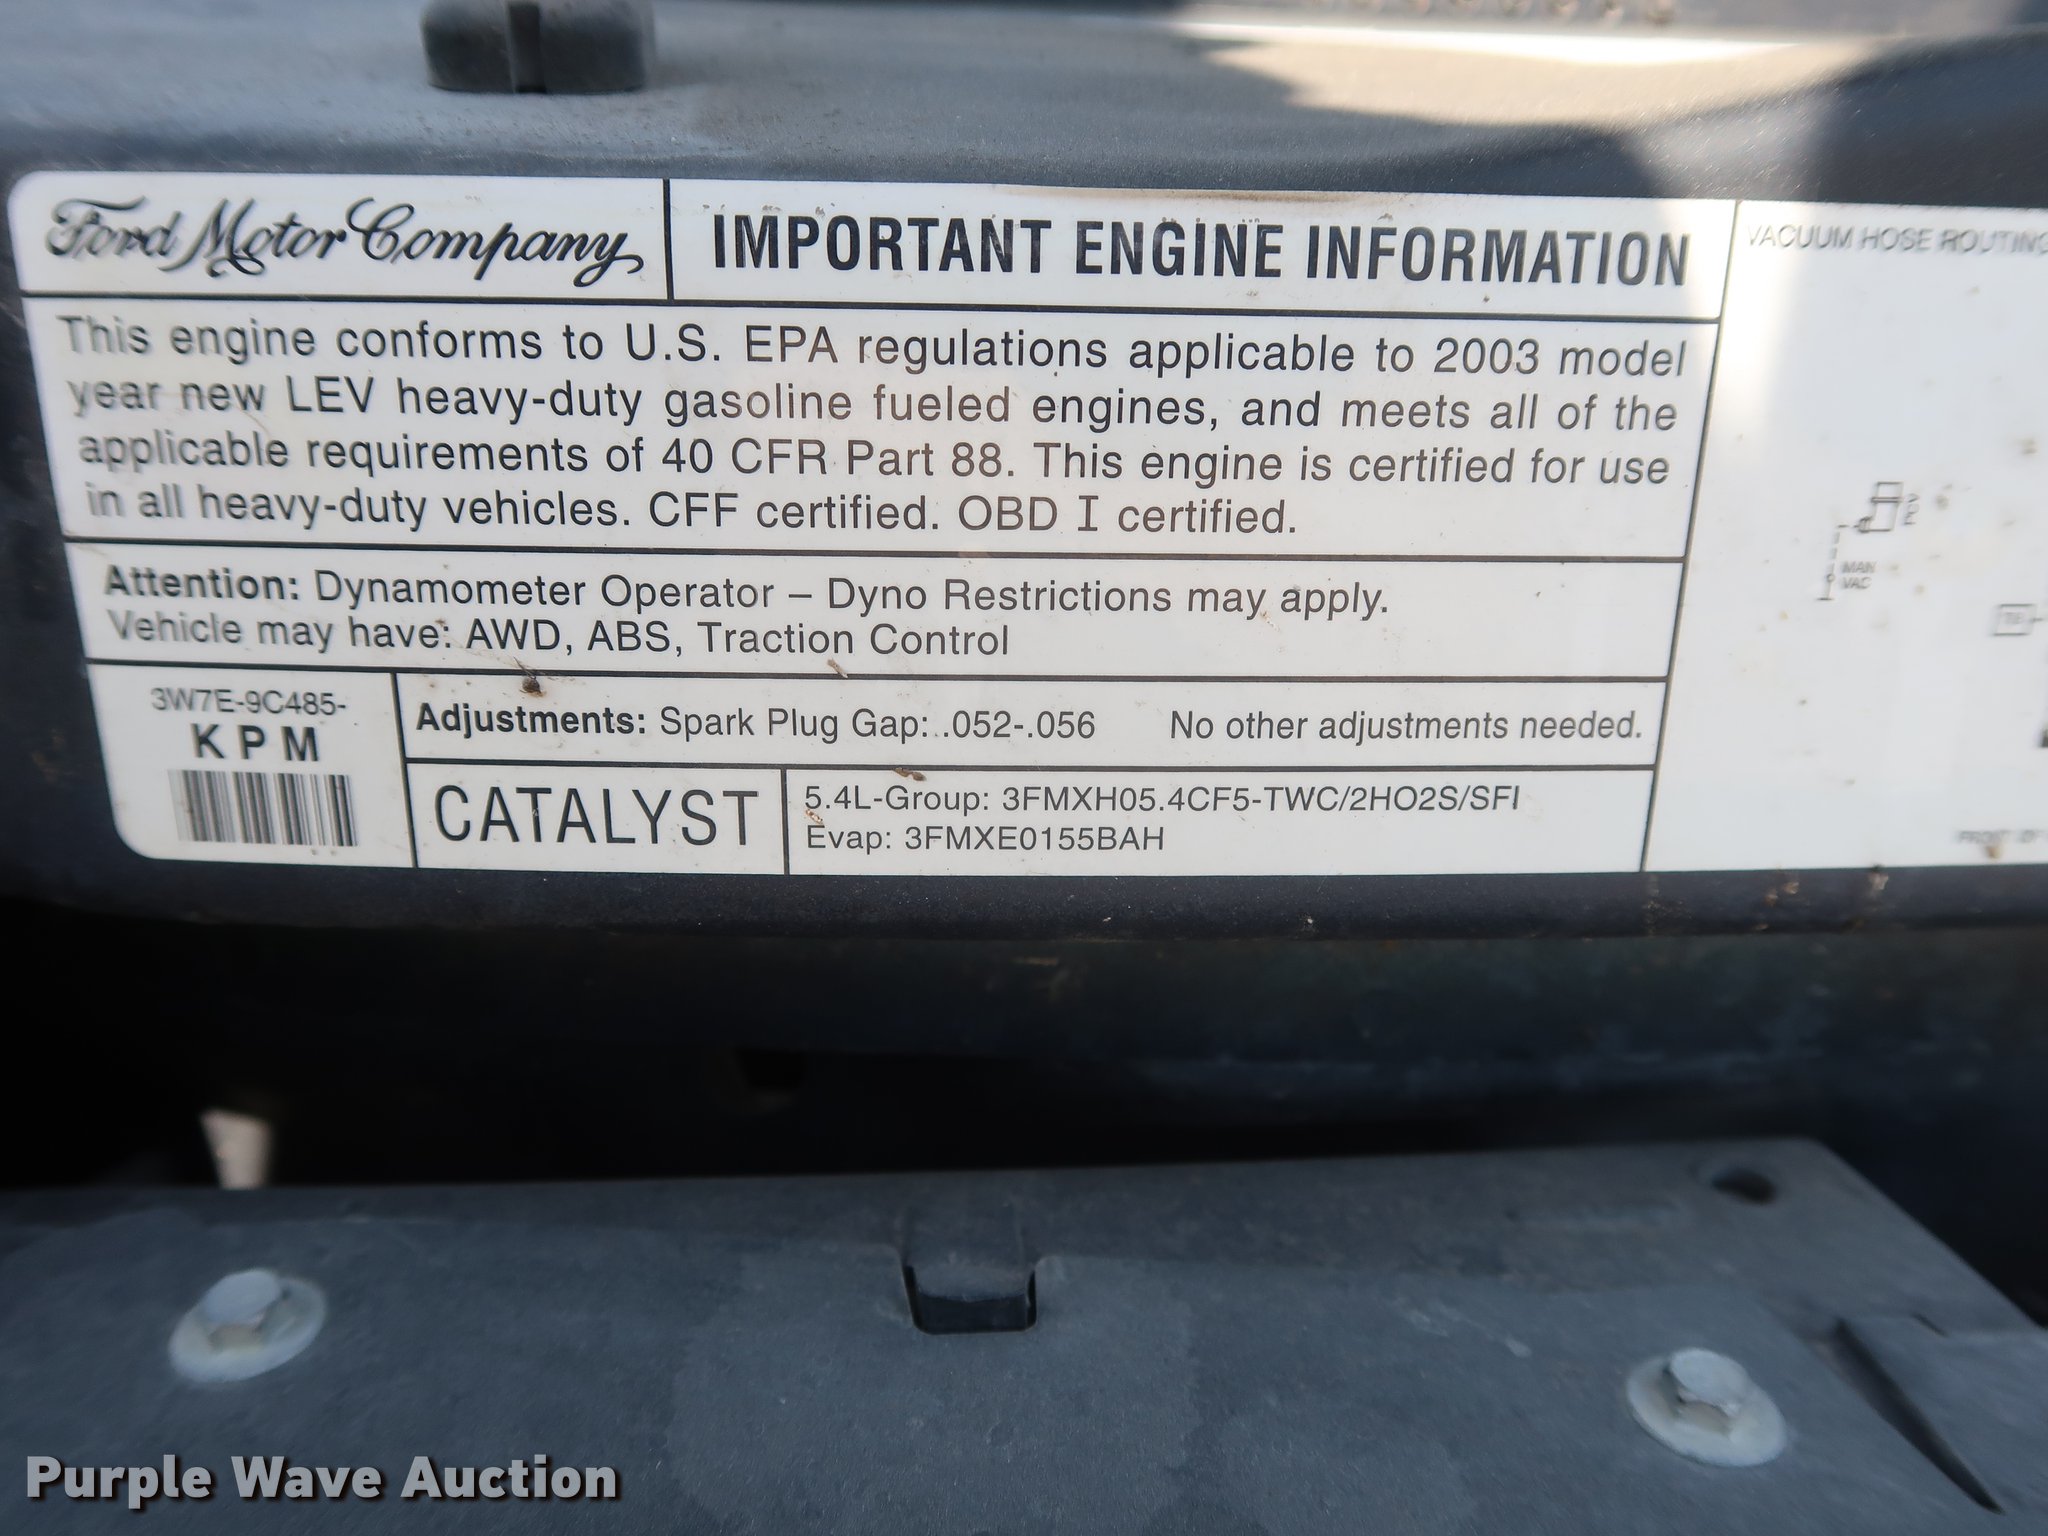 Ford Motor Company
IMPORTANT ENGINE INFORMATION
This engine conforms to U.S. EPA regulations applicable to 2003 model
year new LEV heavy-duty gasoline fueled engines, and meets all of the
applicable requirements of 40 CFR Part 88. This engine is certified for use
in all heavy-duty vehicles. CFF certified. OBD I certified.
Attention: Dynamometer Operator – Dyno Restrictions may apply.
Vehicle may have: AWD, ABS, Traction Control
3W7E-9C485-
KPM
Adjustments: Spark Plug Gap: .052-.056 No other adjustments needed.
CATALYST
5.4L-Group: 3FMXH05.4CF5-TWC/2HO2S/SFI
Evap: 3FMXE0155BAH
VACUUM HOSE ROUTING
MAN
VAC
Purple Wave Auction